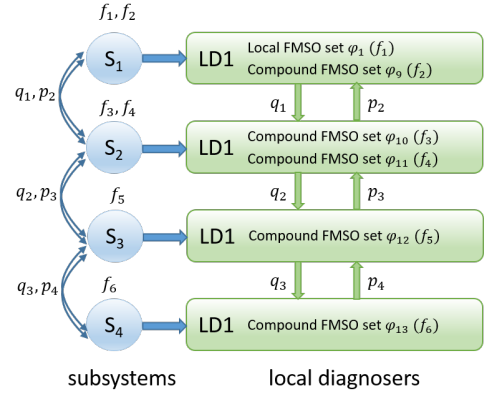 f₁, f₂
S₁
LD1
Local FMSO set φ₁ (f₁)
Compound FMSO set φ₉ (f₂)
q₁, p₂
q₁
p₂
f₃, f₄
S₂
LD1
Compound FMSO set φ₁₀ (f₃)
Compound FMSO set φ₁₁ (f₄)
q₂, p₃
q₂
p₃
f₅
S₃
LD1
Compound FMSO set φ₁₂ (f₅)
q₃, p₄
q₃
p₄
f₆
S₄
LD1
Compound FMSO set φ₁₃ (f₆)
subsystems
local diagnosers